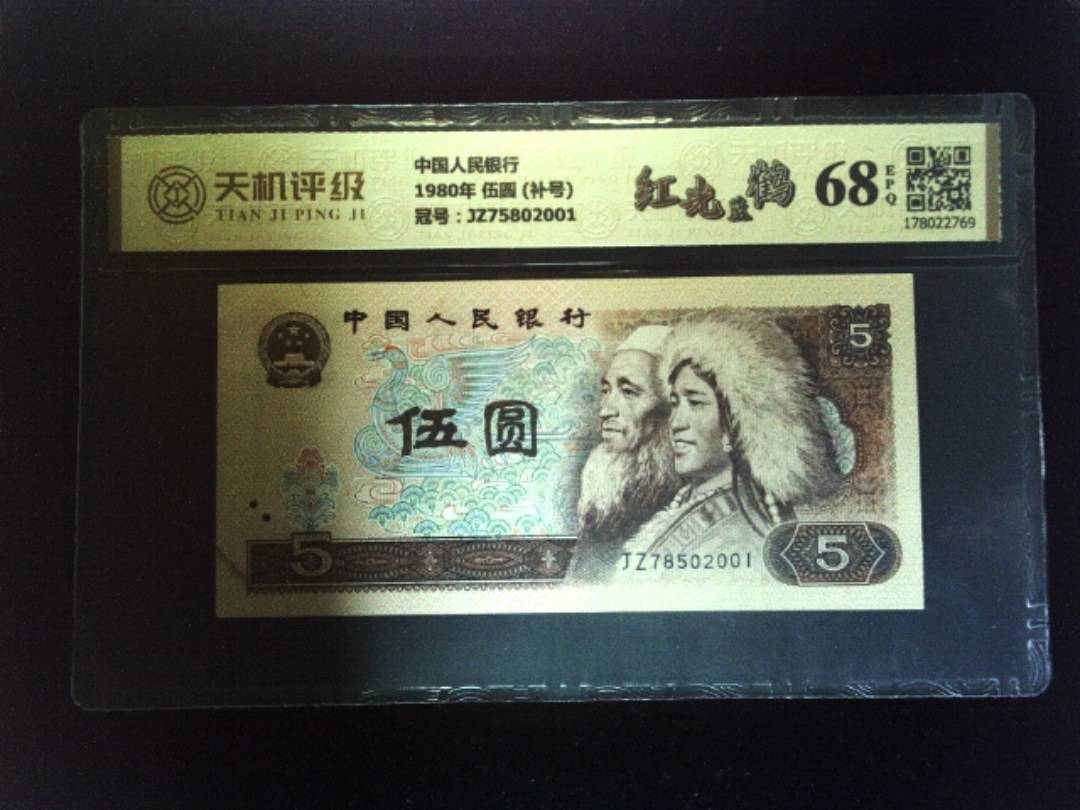 天机评级
TIAN JI PING JI
中国人民银行
1980年 伍圆 (补号)
冠号：JZ75802001
红光蓝鹤
68
EPQ
178022769
中国人民银行
5
伍圆
5
JZ78502001
5